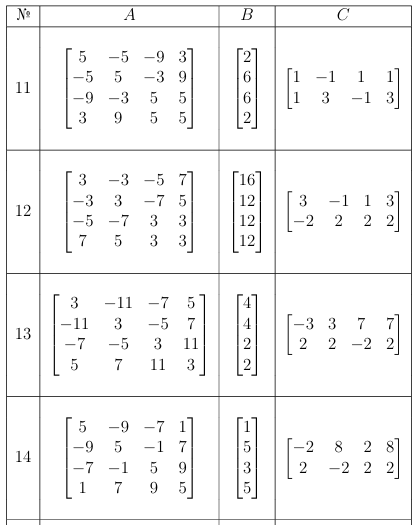 № A B C
11 [5 −5 −9 3] [2] [1 −1 1 1]
[−5 5 −3 9] [6] [1 3 −1 3]
[−9 −3 5 5] [6]
[3 9 5 5] [2]
12 [3 −3 −5 7] [16] [3 −1 1 3]
[−3 3 −7 5] [12] [−2 2 2 2]
[−5 −7 3 3] [12]
[7 5 3 3] [12]
13 [3 −11 −7 5] [4] [−3 3 7 7]
[−11 3 −5 7] [4] [2 2 −2 2]
[−7 −5 3 11] [2]
[5 7 11 3] [2]
14 [5 −9 −7 1] [1] [−2 8 2 8]
[−9 5 −1 7] [5] [2 −2 2 2]
[−7 −1 5 9] [3]
[1 7 9 5] [5]